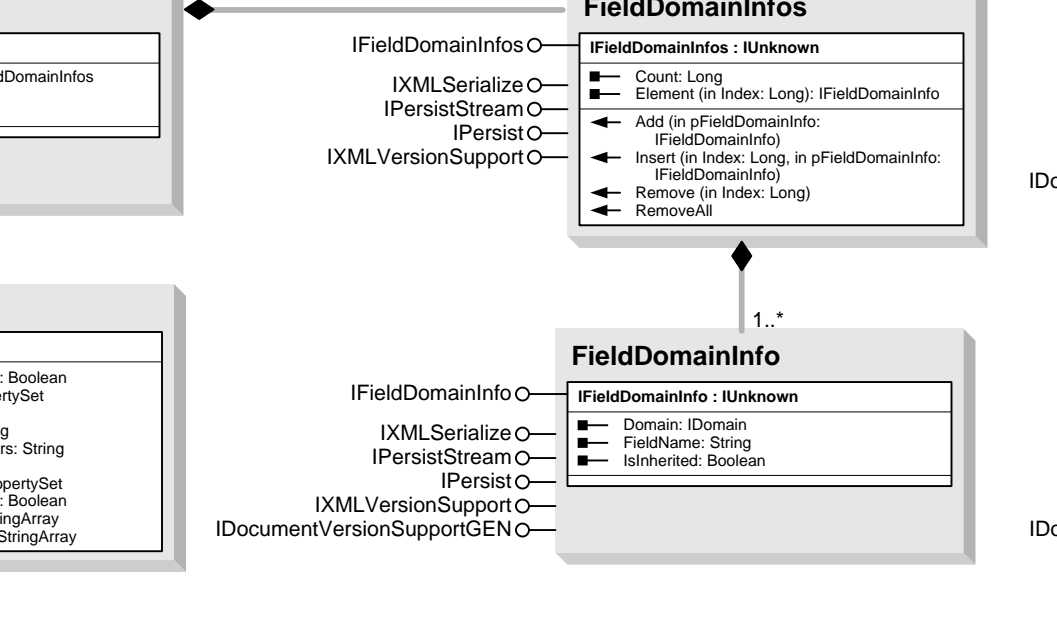 FieldDomainInfos
IFieldDomainInfos
IXMLSerialize
IPersistStream
IPersist
IXMLVersionSupport
IFieldDomainInfos : IUnknown
Count: Long
Element (in Index: Long): IFieldDomainInfo
Add (in pFieldDomainInfo:
IFieldDomainInfo)
Insert (in Index: Long, in pFieldDomainInfo:
IFieldDomainInfo)
Remove (in Index: Long)
RemoveAll
1..*
FieldDomainInfo
IFieldDomainInfo
IXMLSerialize
IPersistStream
IPersist
IXMLVersionSupport
IDocumentVersionSupportGEN
IFieldDomainInfo : IUnknown
Domain: IDomain
FieldName: String
IsInherited: Boolean
dDomainInfos
: Boolean
ertySet
g
rs: String
opertySet
: Boolean
ingArray
StringArray
IDo
IDo